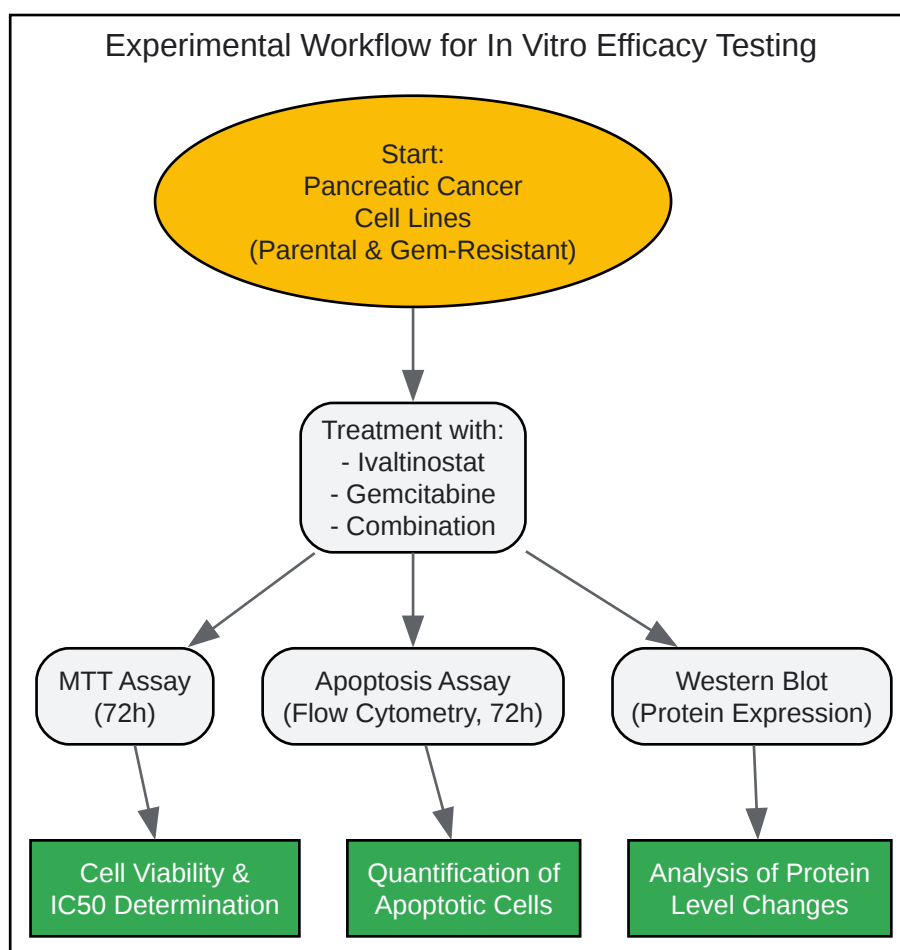 Experimental Workflow for In Vitro Efficacy Testing
Start:
Pancreatic Cancer
Cell Lines
(Parental & Gem-Resistant)
Treatment with:
- Ivaltinostat
- Gemcitabine
- Combination
MTT Assay
(72h)
Apoptosis Assay
(Flow Cytometry, 72h)
Western Blot
(Protein Expression)
Cell Viability &
IC50 Determination
Quantification of
Apoptotic Cells
Analysis of Protein
Level Changes